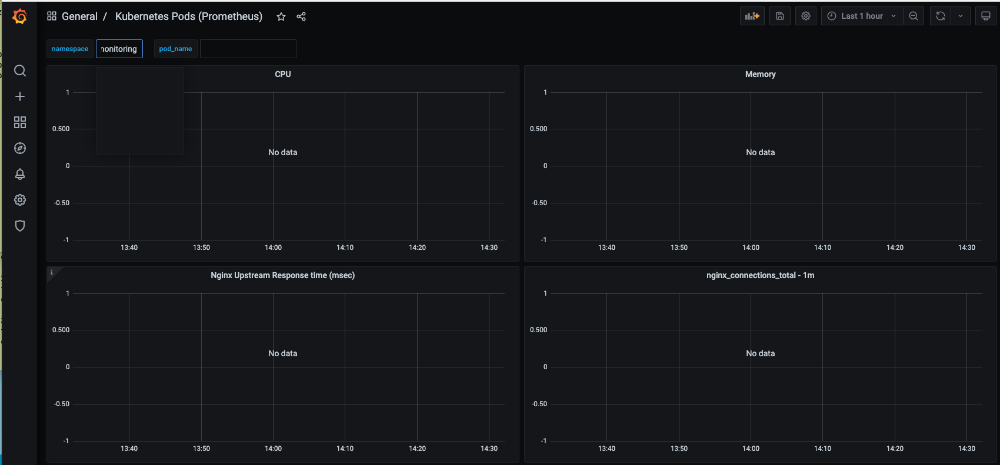 General / Kubernetes Pods (Prometheus)
Last 1 hour
namespace
onitoring
pod_name
CPU
1
0.500
0
-0.50
-1
No data
13:40 13:50 14:00 14:10 14:20 14:30
Memory
1
0.500
0
-0.50
-1
No data
13:40 13:50 14:00 14:10 14:20 14:30
i
Nginx Upstream Response time (msec)
1
0.500
0
-0.50
-1
No data
13:40 13:50 14:00 14:10 14:20 14:30
nginx_connections_total - 1m
1
0.500
0
-0.50
-1
No data
13:40 13:50 14:00 14:10 14:20 14:30